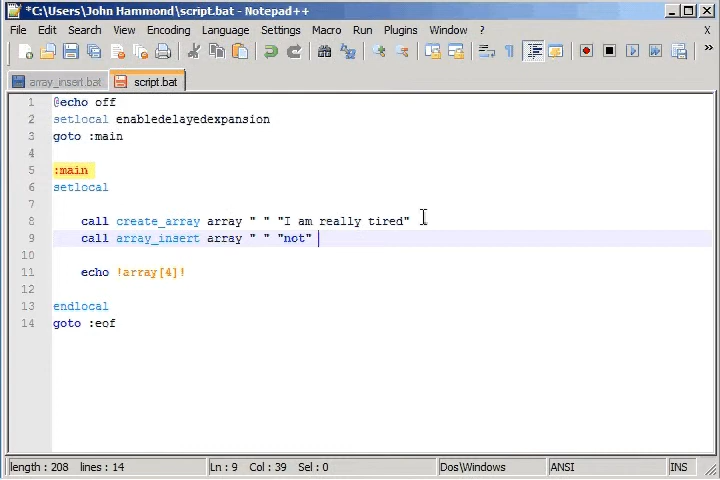 *C:\Users\John Hammond\script.bat - Notepad++
File Edit Search View Encoding Language Settings Macro Run Plugins Window ? X
array_insert.bat script.bat
1 @echo off
2 setlocal enabledelayedexpansion
3 goto :main
4
5 :main
6 setlocal
7
8 call create_array array " " "I am really tired"
9 call array_insert array " " "not"
10
11 echo !array[4]!
12
13 endlocal
14 goto :eof
length : 208 lines : 14 Ln : 9 Col : 39 Sel : 0 Dos\Windows ANSI INS